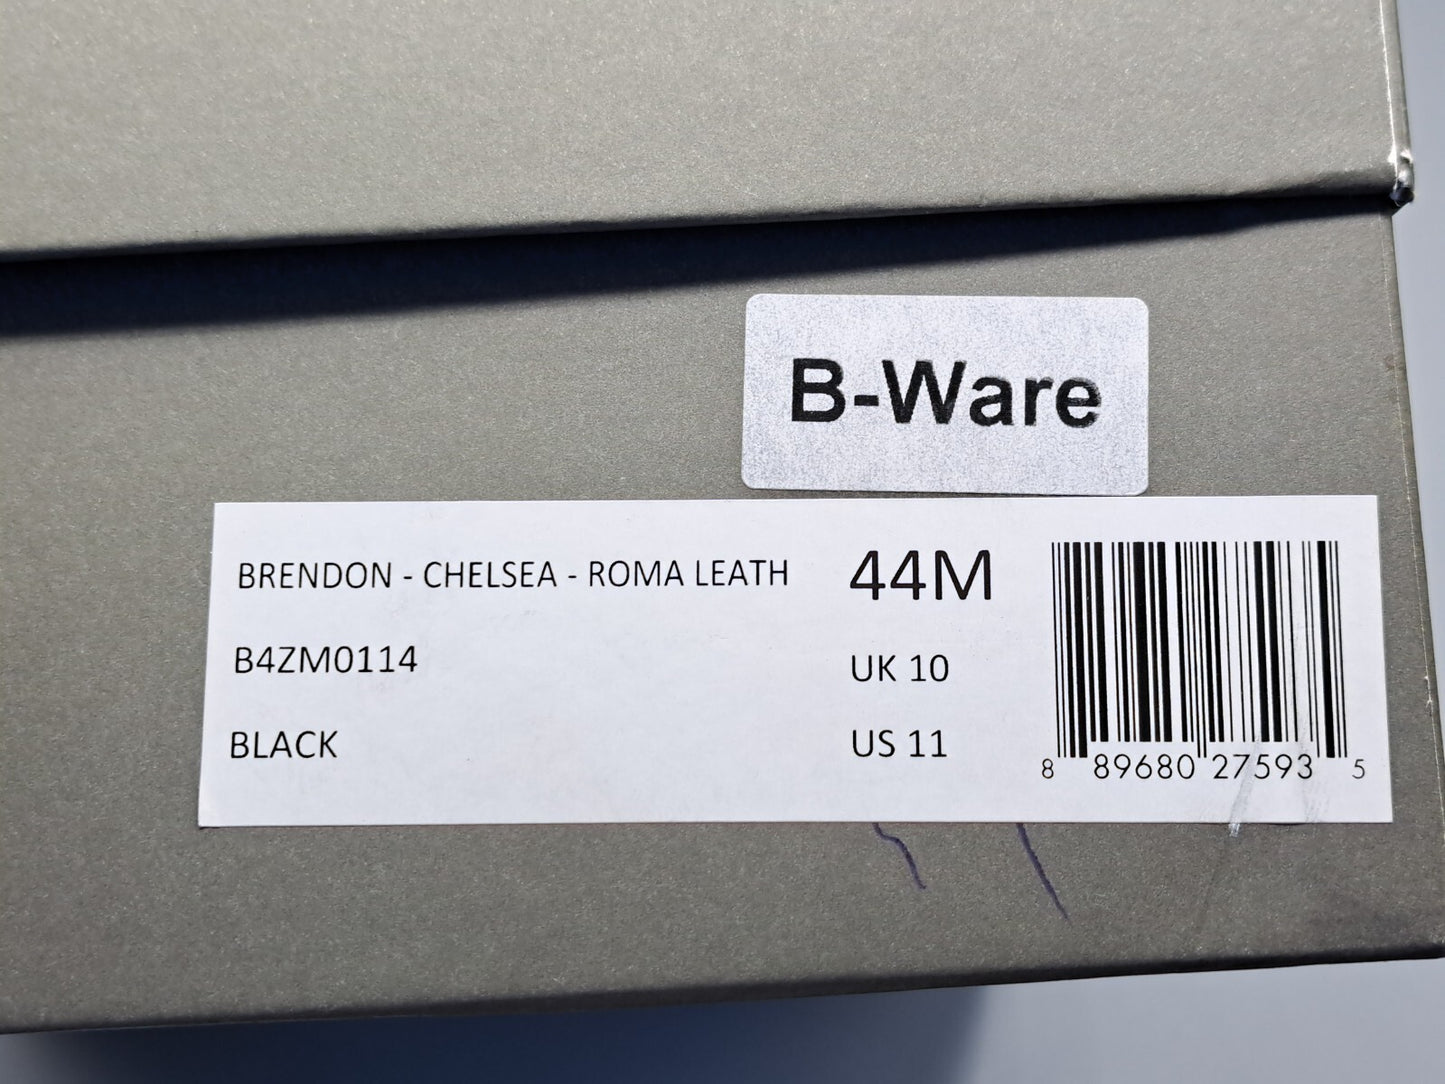 B-Ware
BRENDON - CHELSEA - ROMA LEATH
44M
B4ZM0114
UK 10
BLACK
US 11
8 89680 27593 5